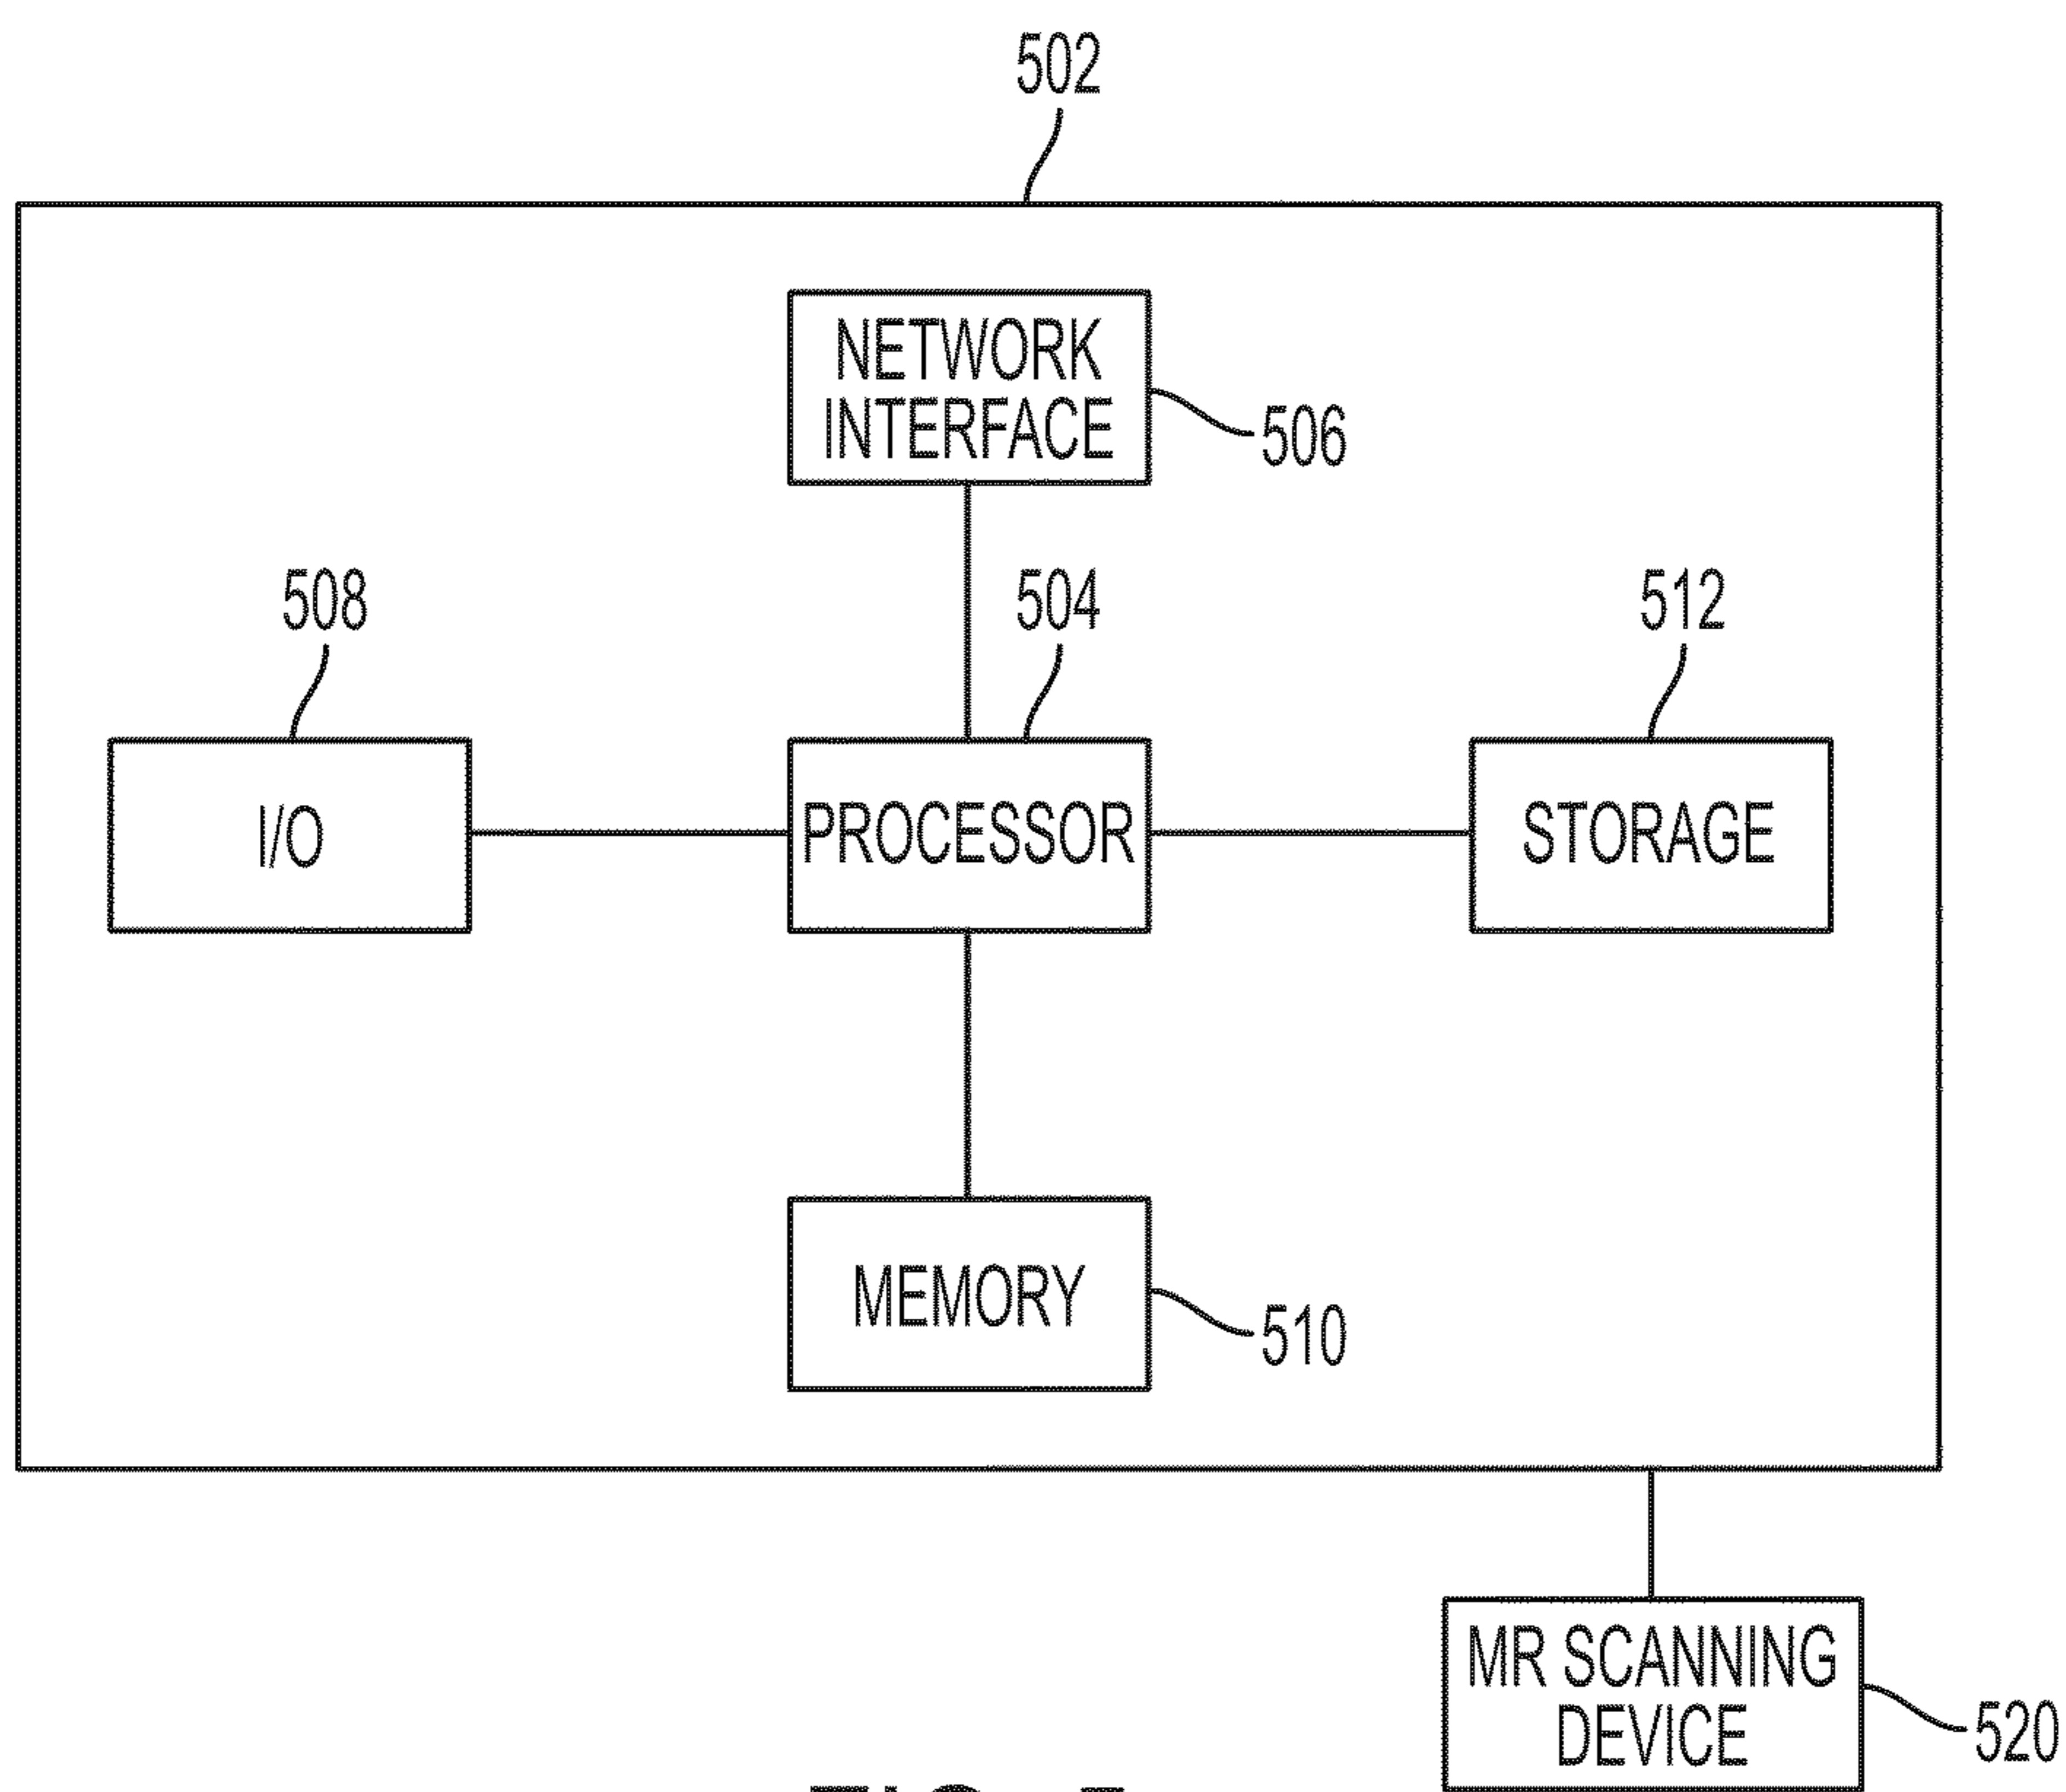 502
NETWORK
INTERFACE
506
508
504
512
I/O
PROCESSOR
STORAGE
MEMORY
510
MR SCANNING
DEVICE
520